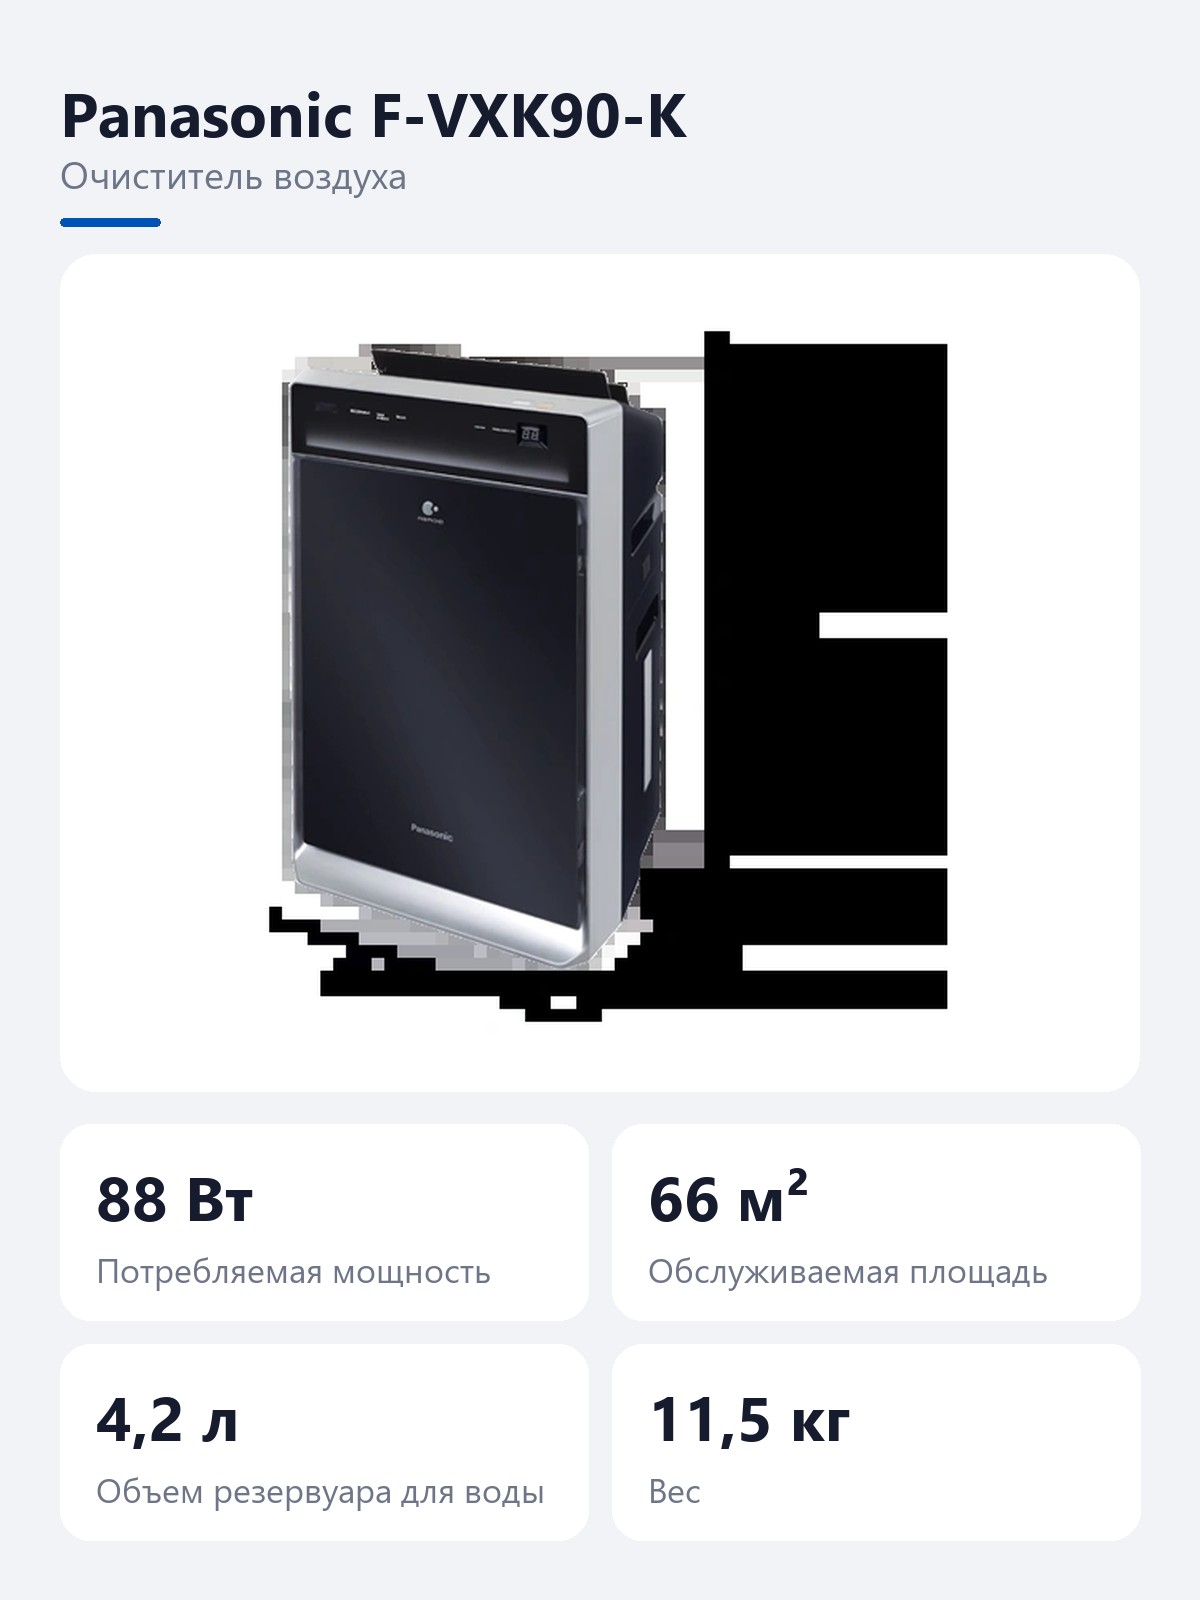 Panasonic F-VXK90-K
Очиститель воздуха
Panasonic
88 Вт
Потребляемая мощность
66 м²
Обслуживаемая площадь
4,2 л
Объем резервуара для воды
11,5 кг
Вес